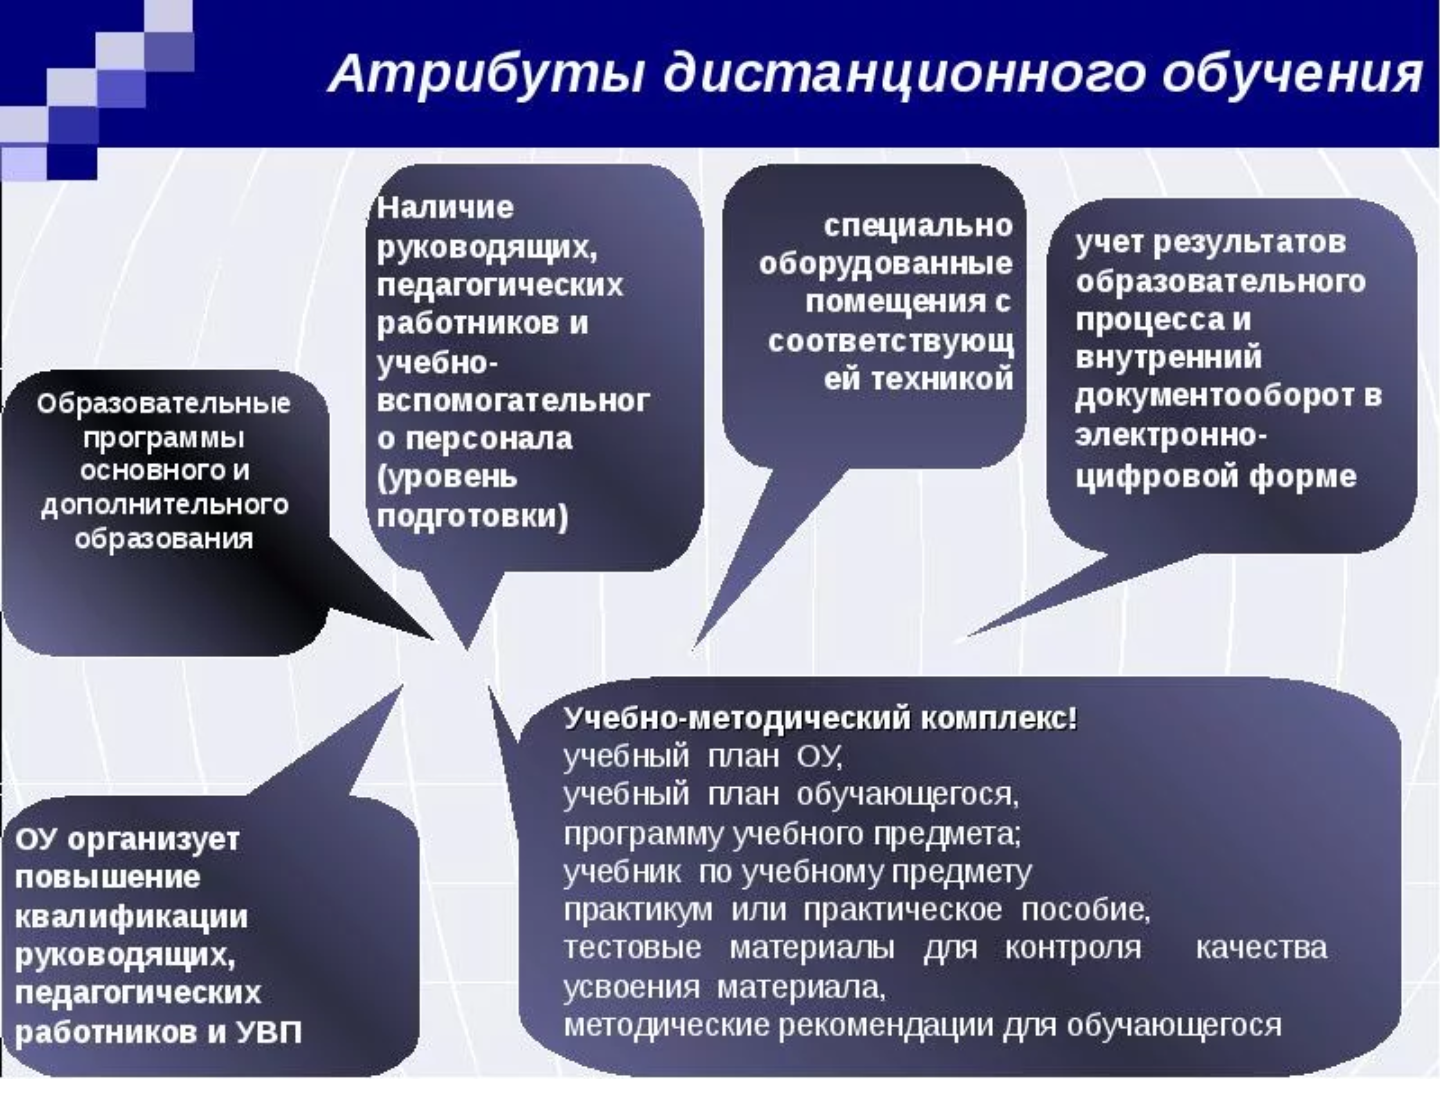 Атрибуты дистанционного обучения
Наличие
руководящих,
педагогических
работников и
учебно-
вспомогательног
о персонала
(уровень
подготовки)
специально
оборудованные
помещения с
соответствующ
ей техникой
учет результатов
образовательного
процесса и
внутренний
документооборот в
электронно-
цифровой форме
Образовательные
программы
основного и
дополнительного
образования
ОУ организует
повышение
квалификации
руководящих,
педагогических
работников и УВП
Учебно-методический комплекс!
учебный план ОУ,
учебный план обучающегося,
программу учебного предмета;
учебник по учебному предмету
практикум или практическое пособие,
тестовые материалы для контроля качества
усвоения материала,
методические рекомендации для обучающегося